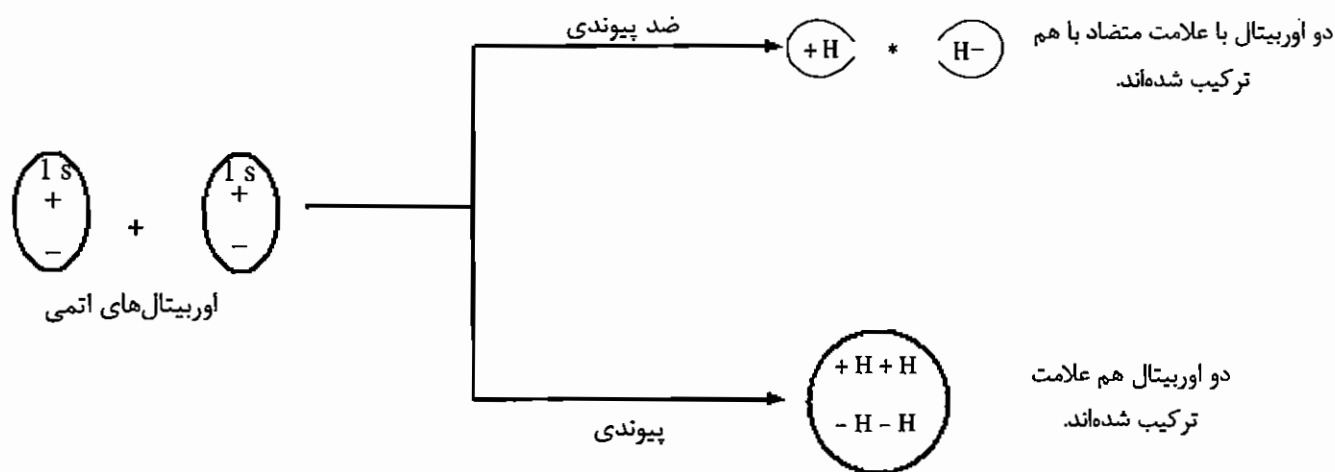 ضد پیوندی
+ H * H −
دو اوربیتال با علامت متضاد با هم
ترکیب شده‌اند.
1 s 1 s
+ + +
− −
اوربیتال‌های اتمی
پیوندی
+ H + H
− H − H
دو اوربیتال هم علامت
ترکیب شده‌اند.